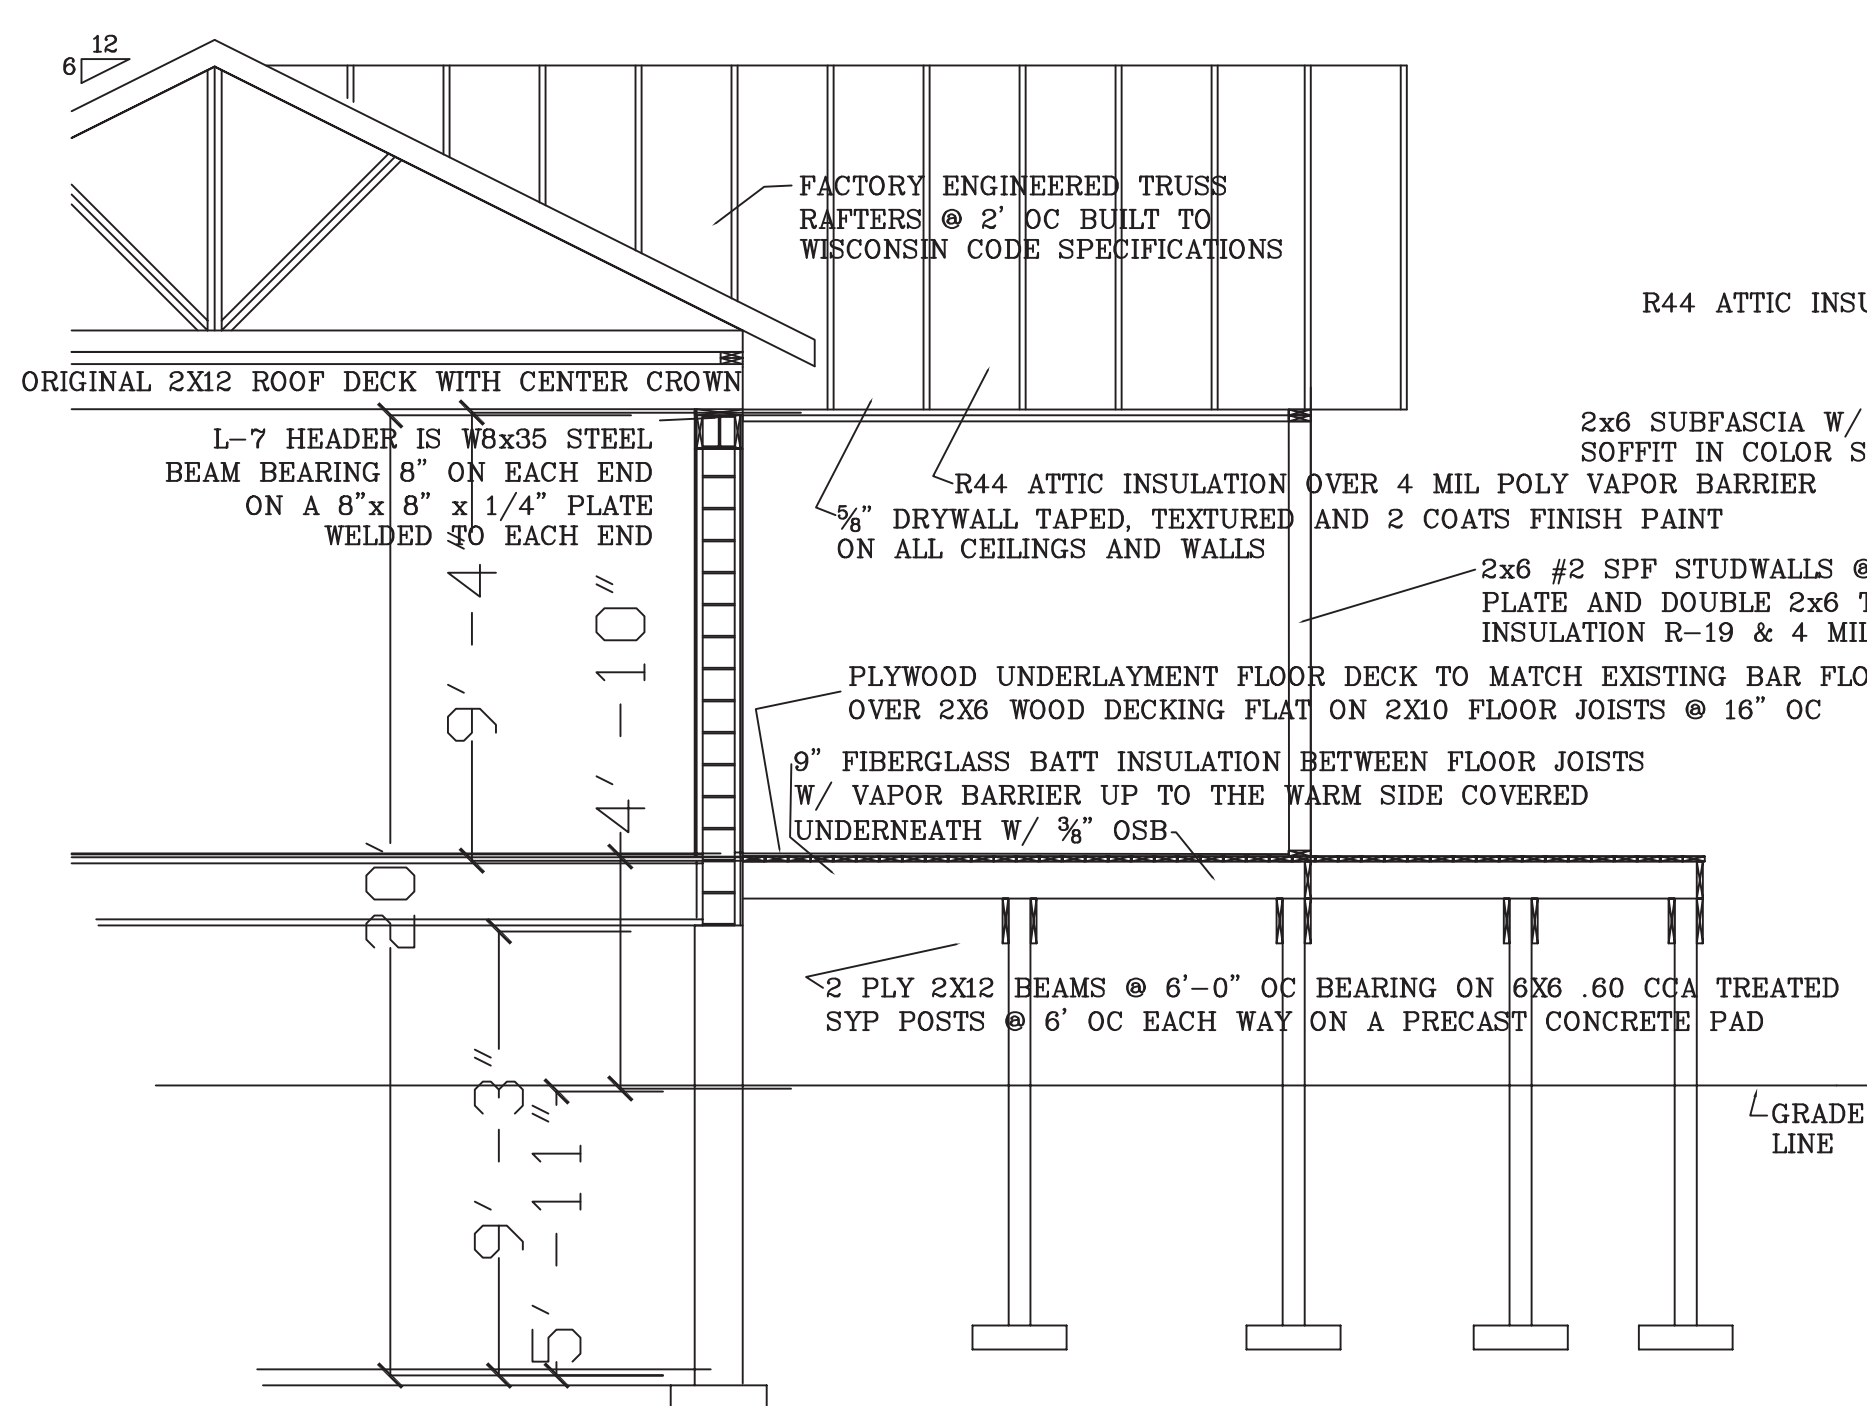 12
6
FACTORY ENGINEERED TRUSS
RAFTERS @ 2' OC BUILT TO
WISCONSIN CODE SPECIFICATIONS
R44 ATTIC INSU
ORIGINAL 2X12 ROOF DECK WITH CENTER CROWN
L-7 HEADER IS W8x35 STEEL
BEAM BEARING 8" ON EACH END
ON A 8"x 8" x 1/4" PLATE
WELDED TO EACH END
2x6 SUBFASCIA W/
SOFFIT IN COLOR S
R44 ATTIC INSULATION OVER 4 MIL POLY VAPOR BARRIER
⅝" DRYWALL TAPED, TEXTURED AND 2 COATS FINISH PAINT
ON ALL CEILINGS AND WALLS
2x6 #2 SPF STUDWALLS @
PLATE AND DOUBLE 2x6 T
INSULATION R-19 & 4 MIL
PLYWOOD UNDERLAYMENT FLOOR DECK TO MATCH EXISTING BAR FLO
OVER 2X6 WOOD DECKING FLAT ON 2X10 FLOOR JOISTS @ 16" OC
9" FIBERGLASS BATT INSULATION BETWEEN FLOOR JOISTS
W/ VAPOR BARRIER UP TO THE WARM SIDE COVERED
UNDERNEATH W/ ⅜" OSB
9'-4"
4'-10"
20'
2 PLY 2X12 BEAMS @ 6'-0" OC BEARING ON 6X6 .60 CCA TREATED
SYP POSTS @ 6' OC EACH WAY ON A PRECAST CONCRETE PAD
9'-3"
5'-11"
GRADE
LINE